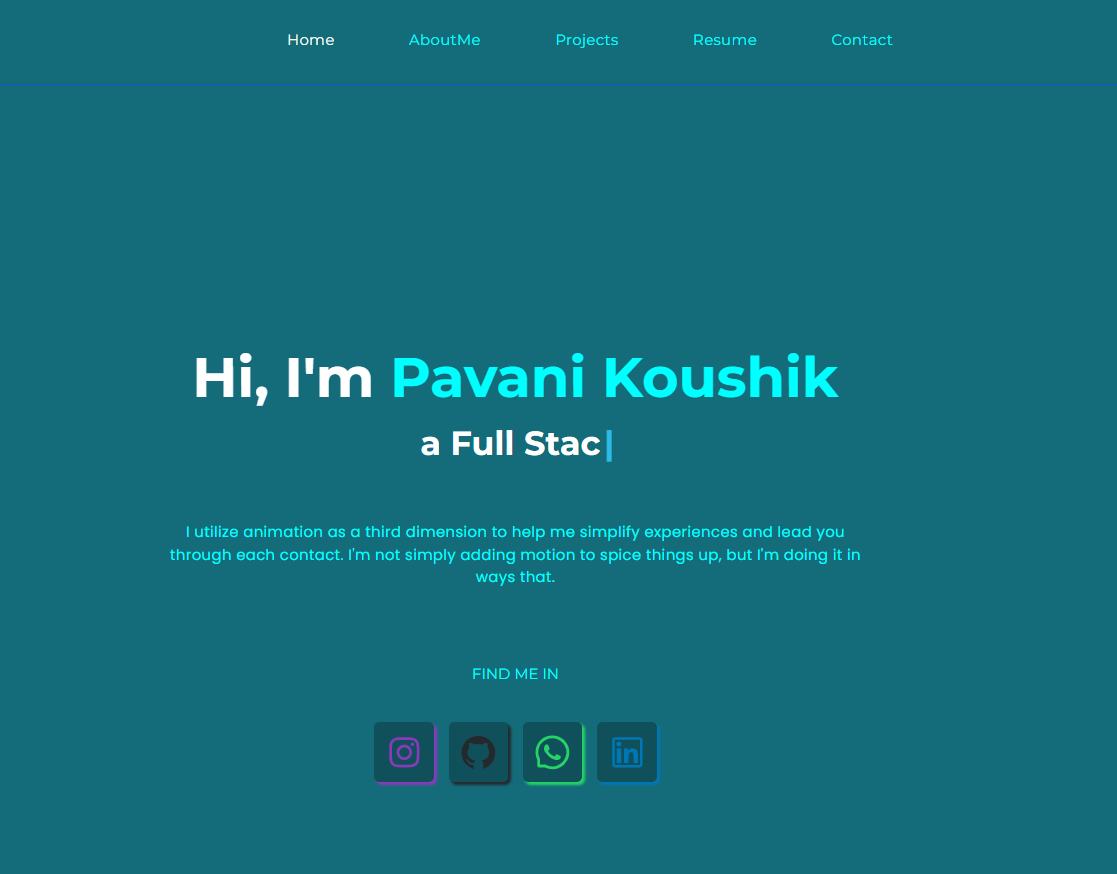 Home AboutMe Projects Resume Contact
Hi, I'm Pavani Koushik
a Full Stac|
I utilize animation as a third dimension to help me simplify experiences and lead you
through each contact. I'm not simply adding motion to spice things up, but I'm doing it in
ways that.
FIND ME IN